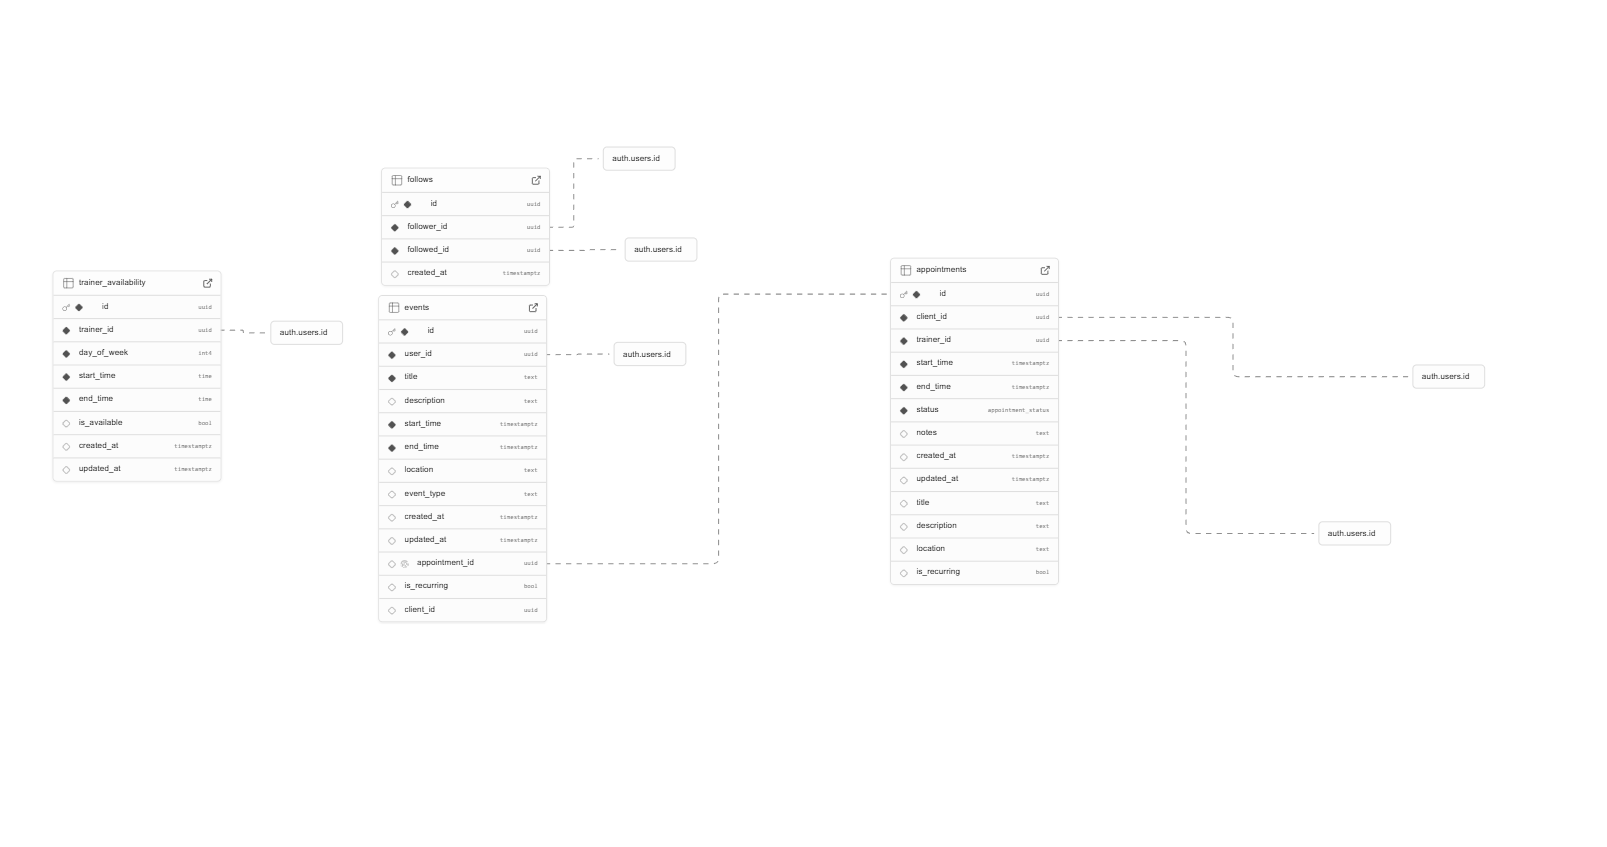 follows
id uuid
follower_id uuid
followed_id uuid
created_at timestamptz
auth.users.id
auth.users.id
trainer_availability
id uuid
trainer_id uuid
day_of_week int4
start_time time
end_time time
is_available bool
created_at timestamptz
updated_at timestamptz
auth.users.id
events
id uuid
user_id uuid
title text
description text
start_time timestamptz
end_time timestamptz
location text
event_type text
created_at timestamptz
updated_at timestamptz
appointment_id uuid
is_recurring bool
client_id uuid
auth.users.id
appointments
id uuid
client_id uuid
trainer_id uuid
start_time timestamptz
end_time timestamptz
status appointment_status
notes text
created_at timestamptz
updated_at timestamptz
title text
description text
location text
is_recurring bool
auth.users.id
auth.users.id